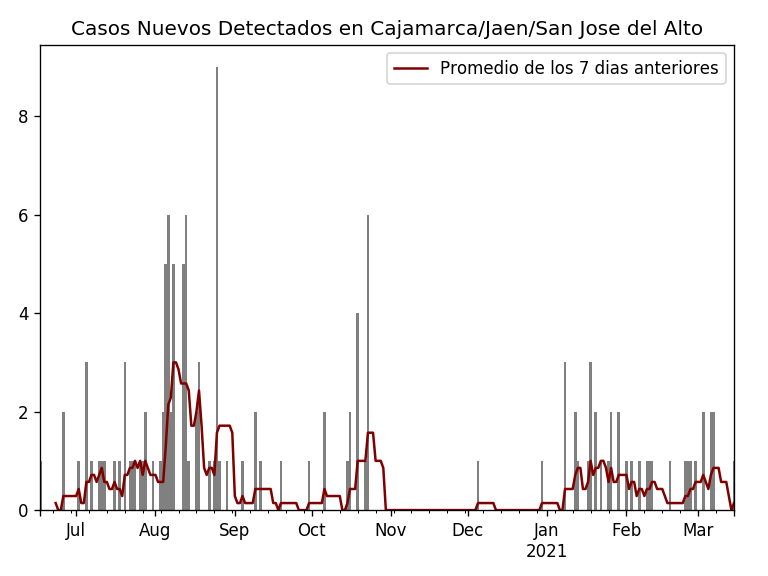 Casos Nuevos Detectados en Cajamarca/Jaen/San Jose del Alto
Promedio de los 7 dias anteriores
8
6
4
2
0
Jul Aug Sep Oct Nov Dec Jan Feb Mar
2021